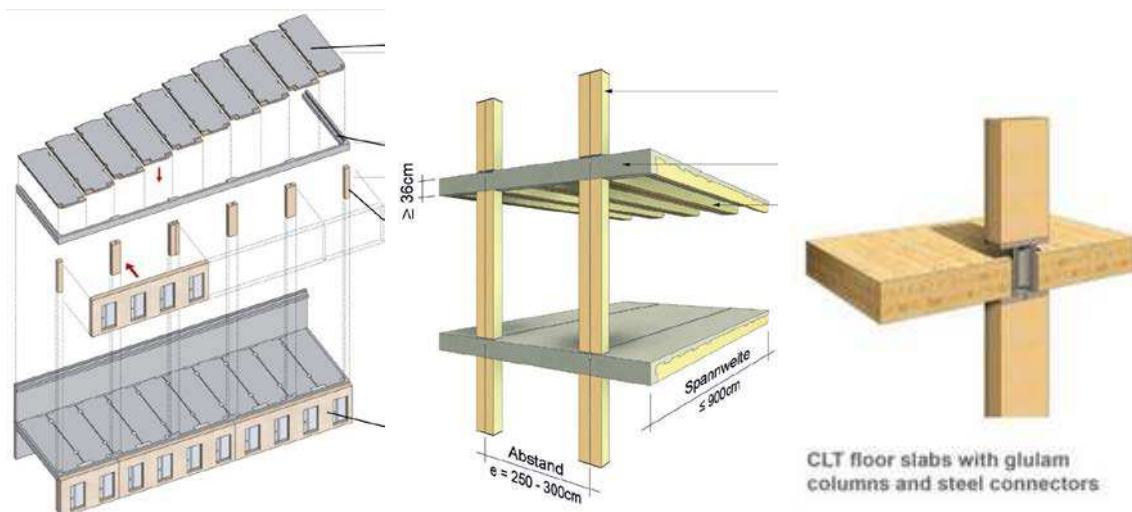 ≥ 36cm
Spannweite
≤ 900cm
Abstand
e = 250 - 300cm
CLT floor slabs with glulam
columns and steel connectors